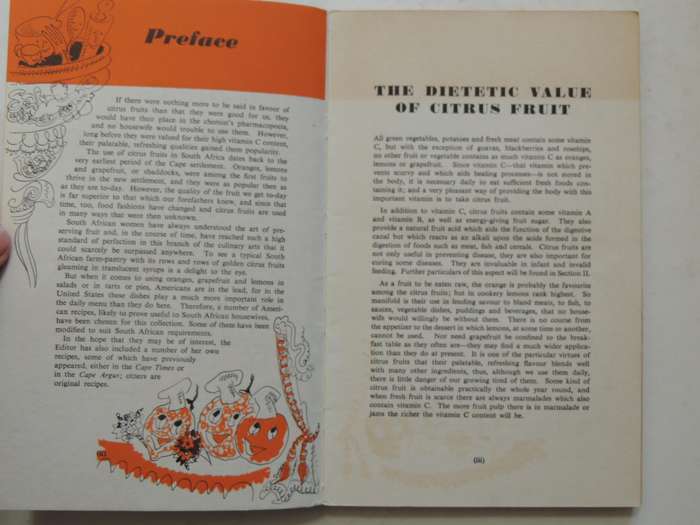 Preface
If there were nothing more to be said in favour of
citrus fruits than that they were good for us, they
would have their place in the chemist's pharmacopoeia,
and no housewife would trouble to use them. However,
long before they were valued for their high vitamin C content,
their palatable, refreshing qualities gained them popularity.
The use of citrus fruits in South Africa dates back to the
very earliest period of the Cape settlement. Oranges, lemons
and grapefruit, or shaddocks, were among the first fruits to
thrive in the new settlement, and they were as popular then as
they are to-day. However, the quality of the fruit we get to-day
is far superior to that which our forefathers knew, and since that
time, too, food fashions have changed and citrus fruits are used
in many ways that were then unknown.
South African women have always understood the art of pre-
serving fruit and, in the course of time, have reached such a high
standard of perfection in this branch of the culinary arts that it
could scarcely be surpassed anywhere. To see a typical South
African farm-pantry with its rows and rows of golden citrus fruits
gleaming in translucent syrups is a delight to the eye.
But when it comes to using oranges, grapefruit and lemons in
salads or in tarts or pies, Americans are in the lead, for in the
United States these dishes play a much more important role in
the daily menu than they do here. Therefore, a number of Ameri-
can recipes, likely to prove useful to South African housewives,
have been chosen for this collection. Some of them have been
modified to suit South African requirements.
In the hope that they may be of interest, the
Editor has also included a number of her own
recipes, some of which have previously
appeared, either in the Cape Times or
in the Cape Argus; others are
original recipes.
(ii)
THE DIETETIC VALUE
OF CITRUS FRUIT
All green vegetables, potatoes and fresh meat contain some vitamin
C, but with the exception of guavas, blackberries and rosehips,
no other fruit or vegetable contains as much vitamin C as oranges,
lemons or grapefruit. Since vitamin C—that vitamin which pre-
vents scurvy and which aids healing processes—is not stored in
the body, it is necessary daily to eat sufficient fresh foods con-
taining it; and a very pleasant way of providing the body with this
important vitamin is to take citrus fruit.
In addition to vitamin C, citrus fruits contain some vitamin A
and vitamin B, as well as energy-giving fruit sugar. They also
provide a natural fruit acid which aids the function of the digestive
canal but which reacts as an alkali upon the acids formed in the
digestion of foods such as meat, fish and cereals. Citrus fruits are
not only useful in preventing disease, they are also important for
curing some diseases. They are invaluable in infant and invalid
feeding. Further particulars of this aspect will be found in Section II.
As a fruit to be eaten raw, the orange is probably the favourite
among the citrus fruits; but in cookery lemons rank highest. So
manifold is their use in lending savour to bland meats, to fish, to
sauces, vegetable dishes, puddings and beverages, that no house-
wife would willingly be without them. There is no course from
the appetizer to the dessert in which lemons, at some time or another,
cannot be used. Nor need grapefruit be confined to the break-
fast table as they often are—they may find a much wider applica-
tion than they do at present. It is one of the particular virtues of
citrus fruits that their palatable, refreshing flavour blends well
with many other ingredients, thus, although we use them daily,
there is little danger of our growing tired of them. Some kind of
citrus fruit is obtainable practically the whole year round, and
when fresh fruit is scarce there are always marmalades which also
contain vitamin C. The more fruit pulp there is in marmalade or
jams the richer the vitamin C content will be.
(iii)